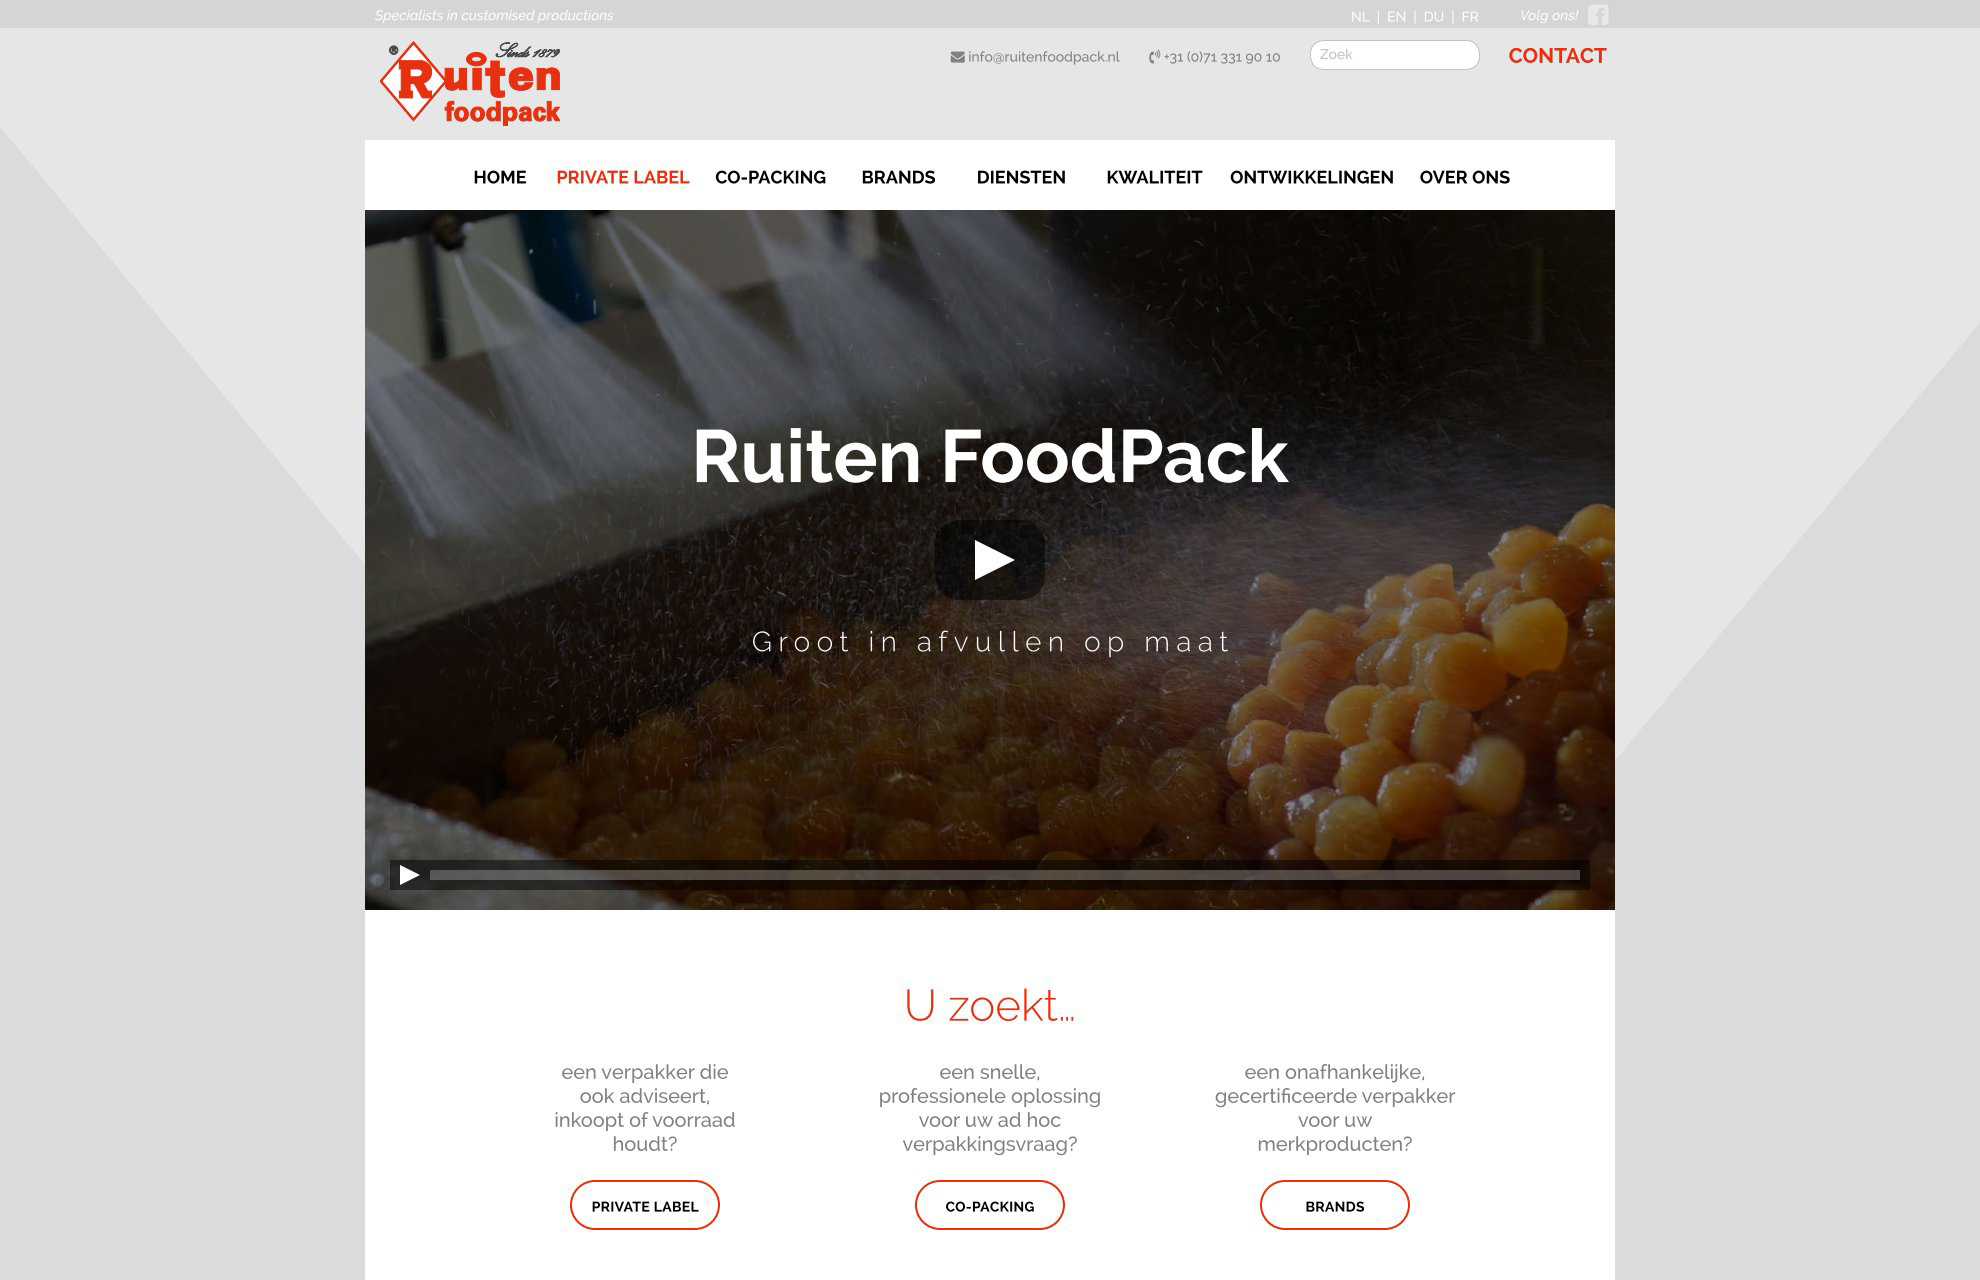 Specialists in customised productions
NL | EN | DU | FR
Volg ons!
® Sinds 1879
Ruiten
foodpack
info@ruitenfoodpack.nl
+31 (0)71 331 90 10
Zoek
CONTACT
HOME
PRIVATE LABEL
CO-PACKING
BRANDS
DIENSTEN
KWALITEIT
ONTWIKKELINGEN
OVER ONS
Ruiten FoodPack
Groot in afvullen op maat
U zoekt...
een verpakker die
ook adviseert,
inkoopt of voorraad
houdt?
PRIVATE LABEL
een snelle,
professionele oplossing
voor uw ad hoc
verpakkingsvraag?
CO-PACKING
een onafhankelijke,
gecertificeerde verpakker
voor uw
merkproducten?
BRANDS